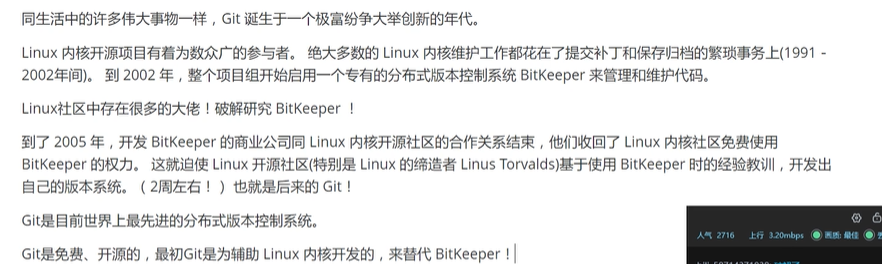 同生活中的许多伟大事物一样，Git 诞生于一个极富纷争大举创新的年代。
Linux 内核开源项目有着为数众广的参与者。 绝大多数的 Linux 内核维护工作都花在了提交补丁和保存归档的繁琐事务上(1991－
2002年间)。 到 2002 年，整个项目组开始启用一个专有的分布式版本控制系统 BitKeeper 来管理和维护代码。
Linux社区中存在很多的大佬！破解研究 BitKeeper ！
到了 2005 年，开发 BitKeeper 的商业公司同 Linux 内核开源社区的合作关系结束，他们收回了 Linux 内核社区免费使用
BitKeeper 的权力。 这就迫使 Linux 开源社区(特别是 Linux 的缔造者 Linus Torvalds)基于使用 BitKeeper 时的经验教训，开发出
自己的版本系统。（ 2周左右！ ） 也就是后来的 Git！
Git是目前世界上最先进的分布式版本控制系统。
Git是免费、开源的，最初Git是为辅助 Linux 内核开发的，来替代 BitKeeper！
人气 2716 上行 3.20mbps 画质: 最佳